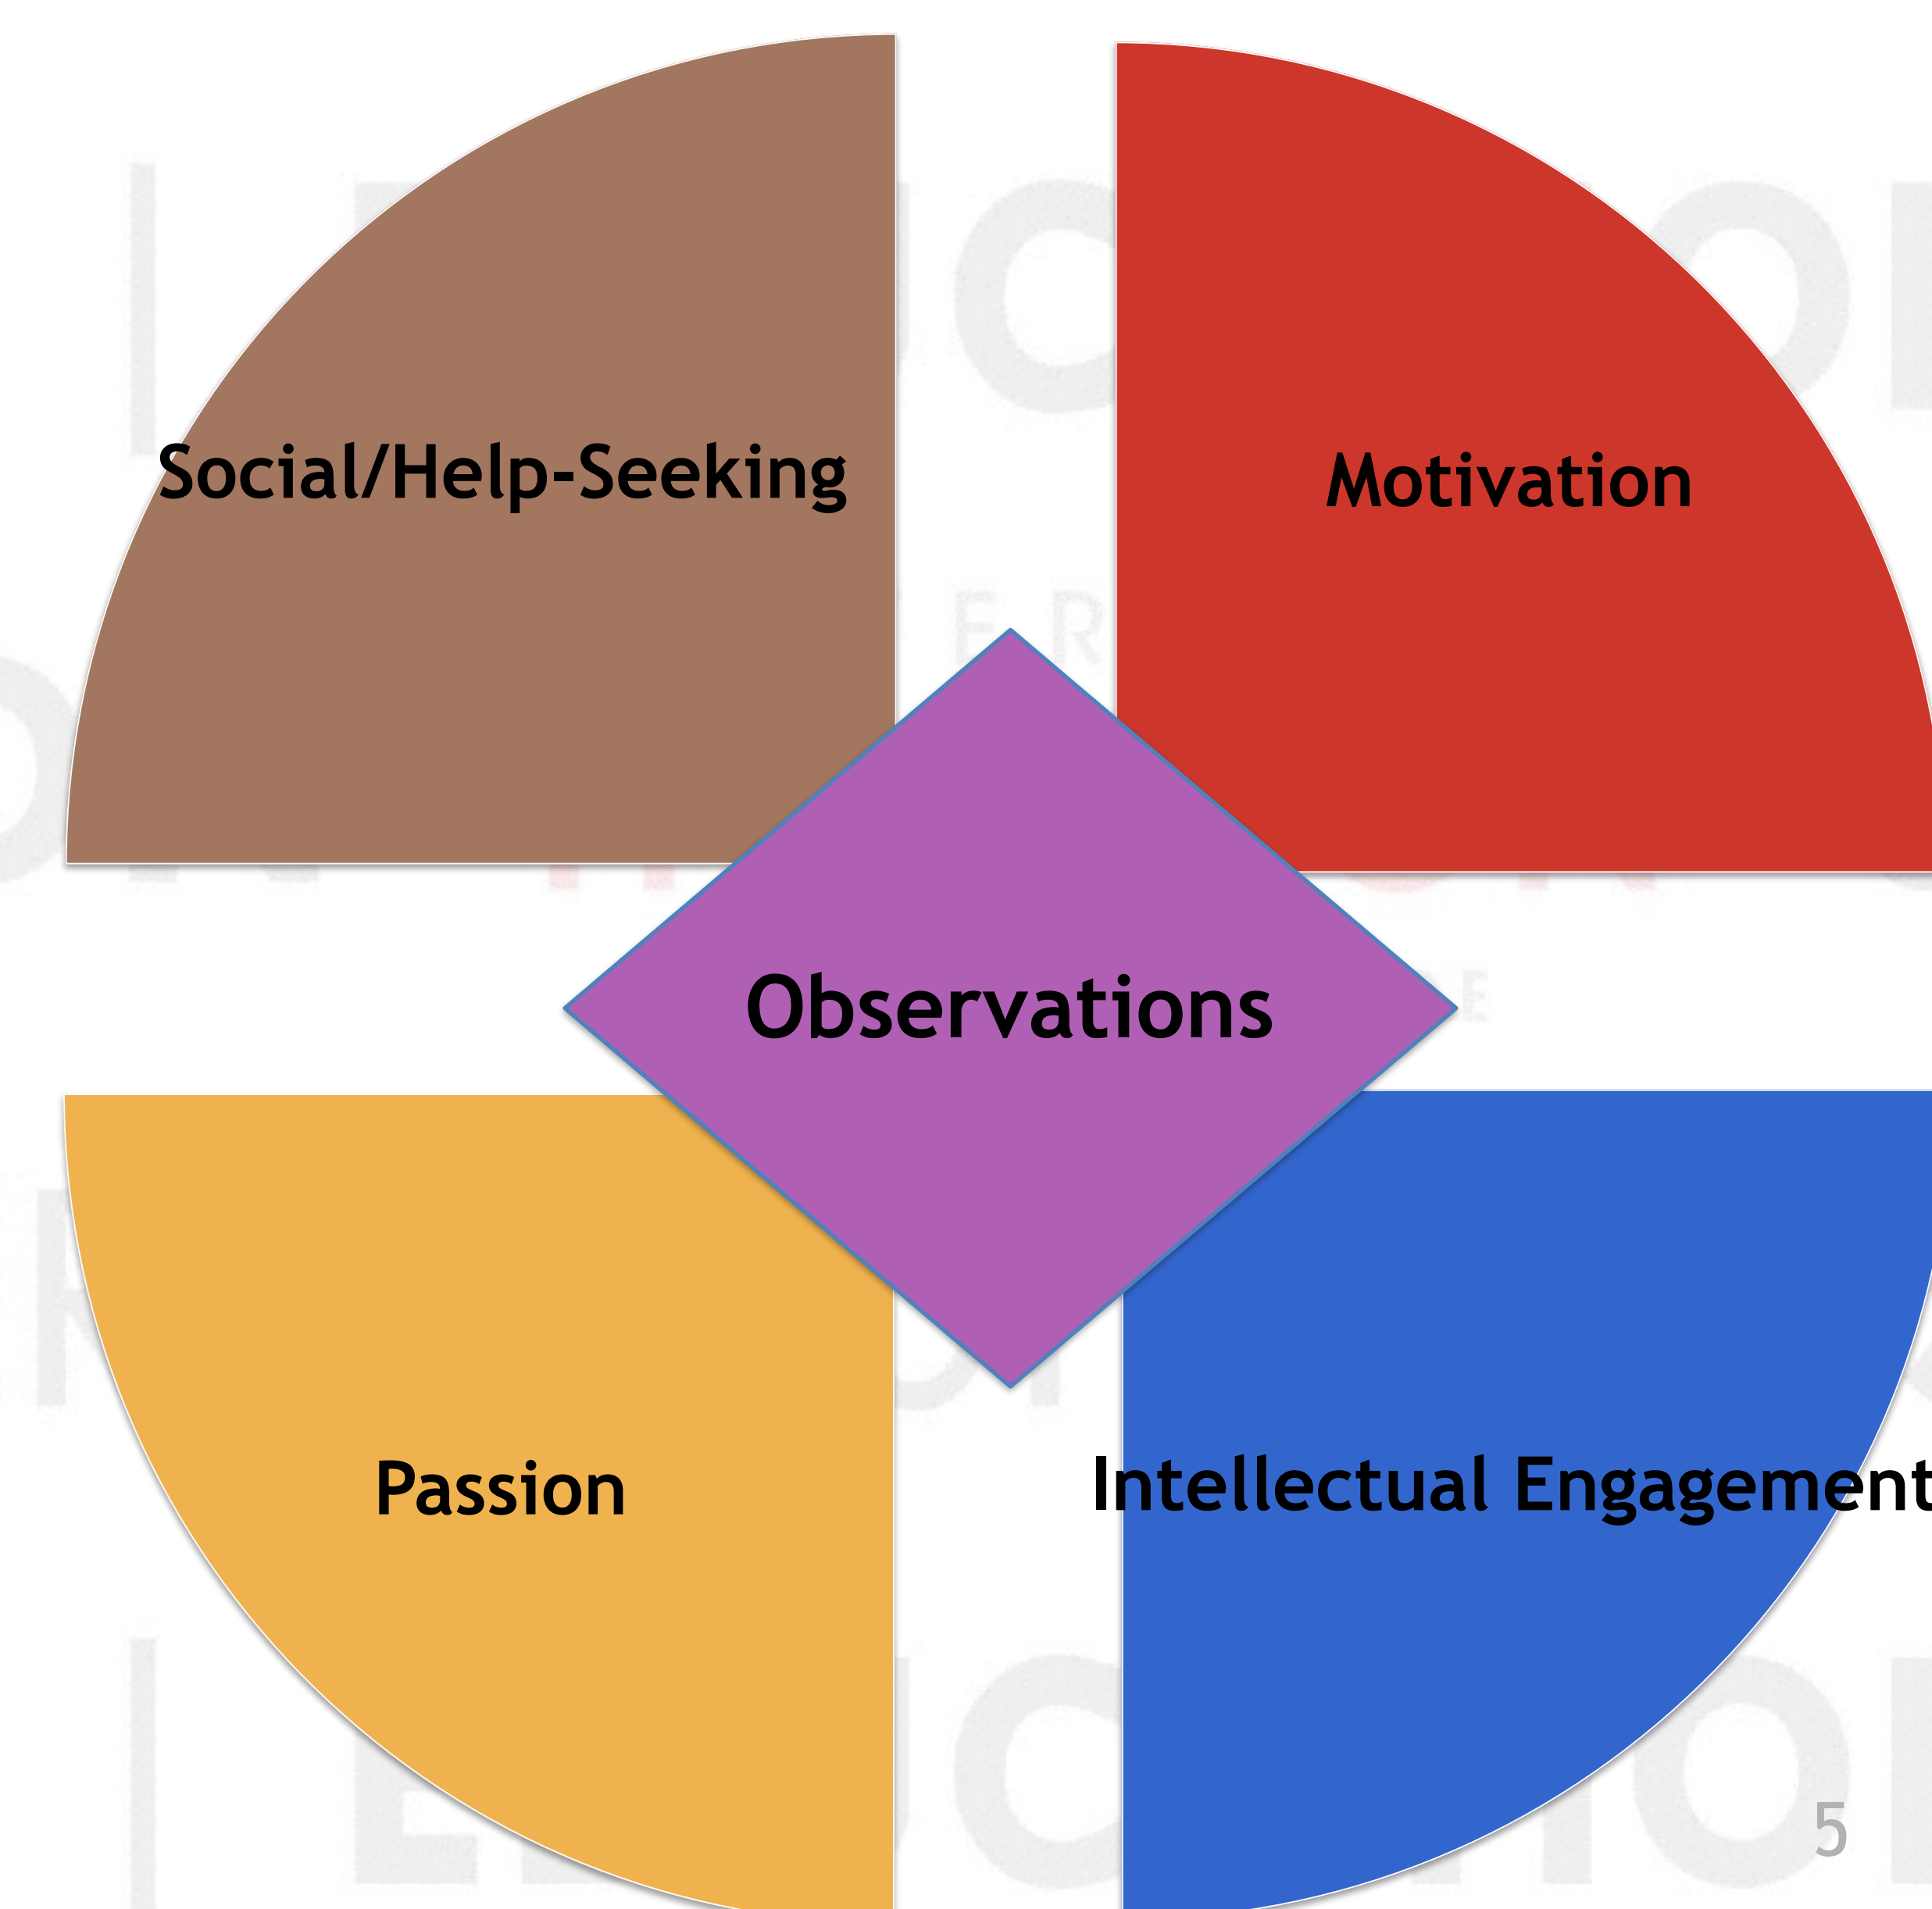 Social/Help-Seeking
Motivation
Observations
Passion
Intellectual Engagement
5